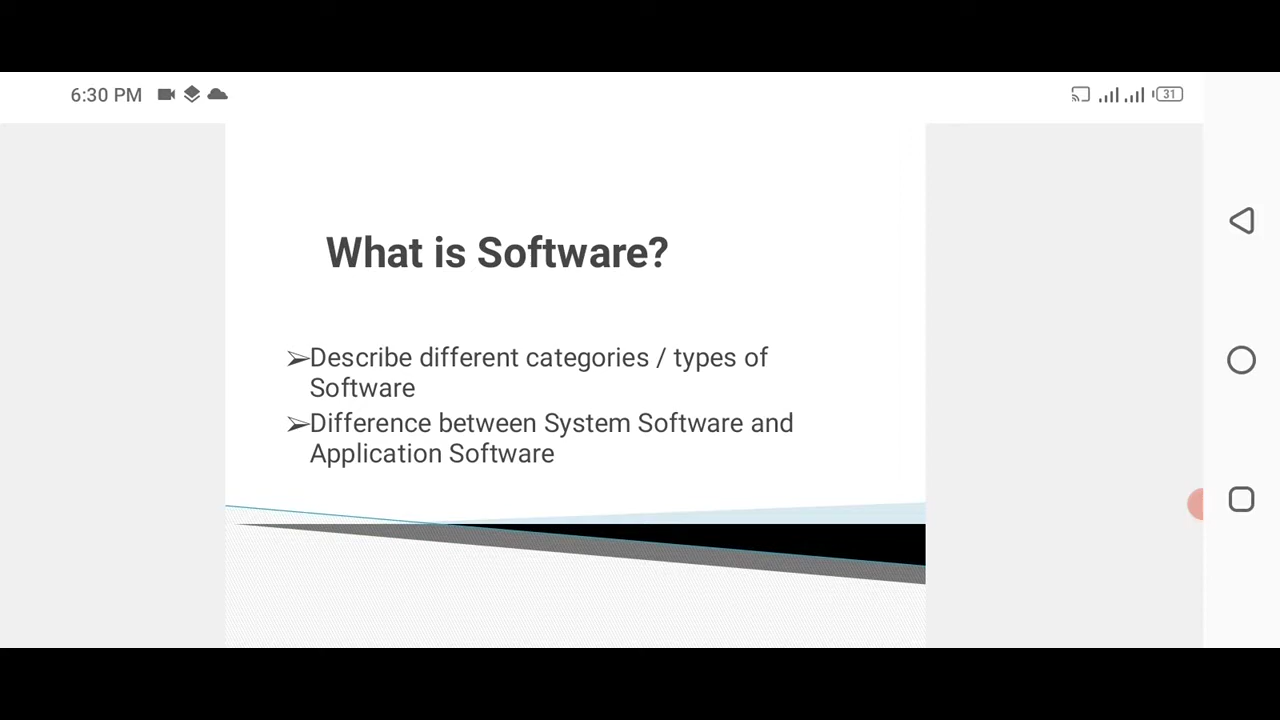 6:30 PM
31
What is Software?
➢Describe different categories / types of
Software
➢Difference between System Software and
Application Software